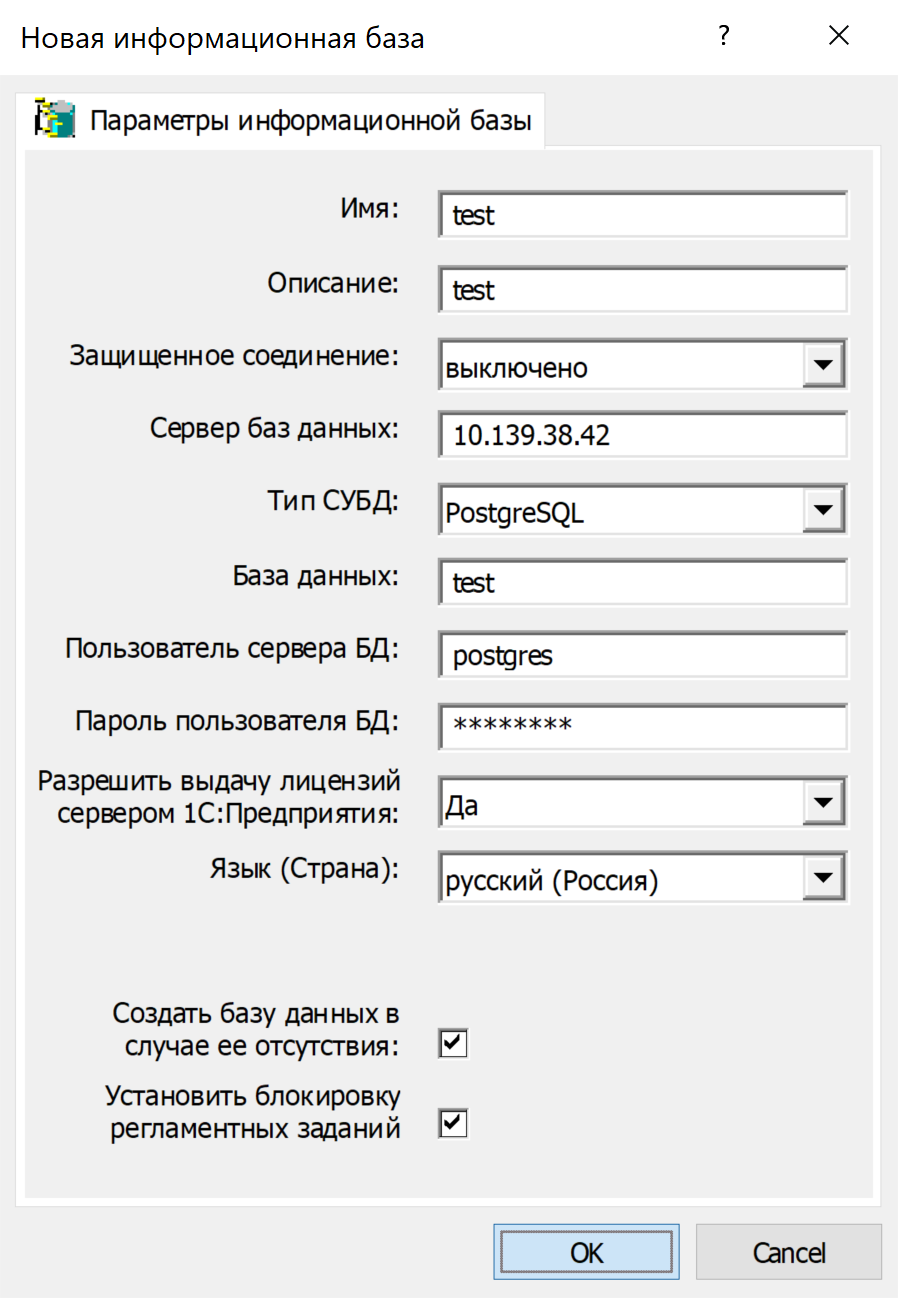 Новая информационная база
?
Параметры информационной базы
Имя: test
Описание: test
Защищенное соединение: выключено
Сервер баз данных: 10.139.38.42
Тип СУБД: PostgreSQL
База данных: test
Пользователь сервера БД: postgres
Пароль пользователя БД: ********
Разрешить выдачу лицензий
сервером 1С:Предприятия: Да
Язык (Страна): русский (Россия)
Создать базу данных в
случае ее отсутствия:
Установить блокировку
регламентных заданий
OK Cancel